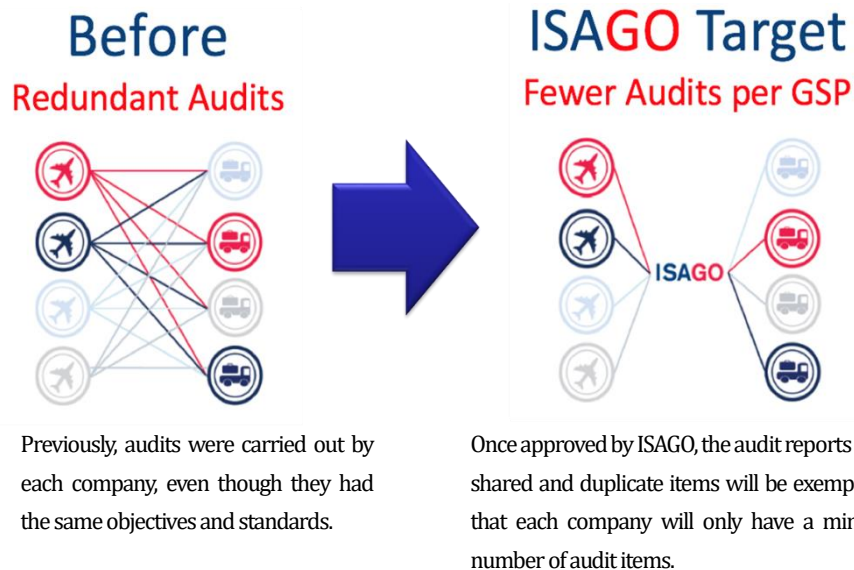 Before
Redundant Audits
Previously, audits were carried out by
each company, even though they had
the same objectives and standards.
ISAGO Target
Fewer Audits per GSP
ISAGO
Once approved by ISAGO, the audit reports
shared and duplicate items will be
that each company will only have a
number of audit items.